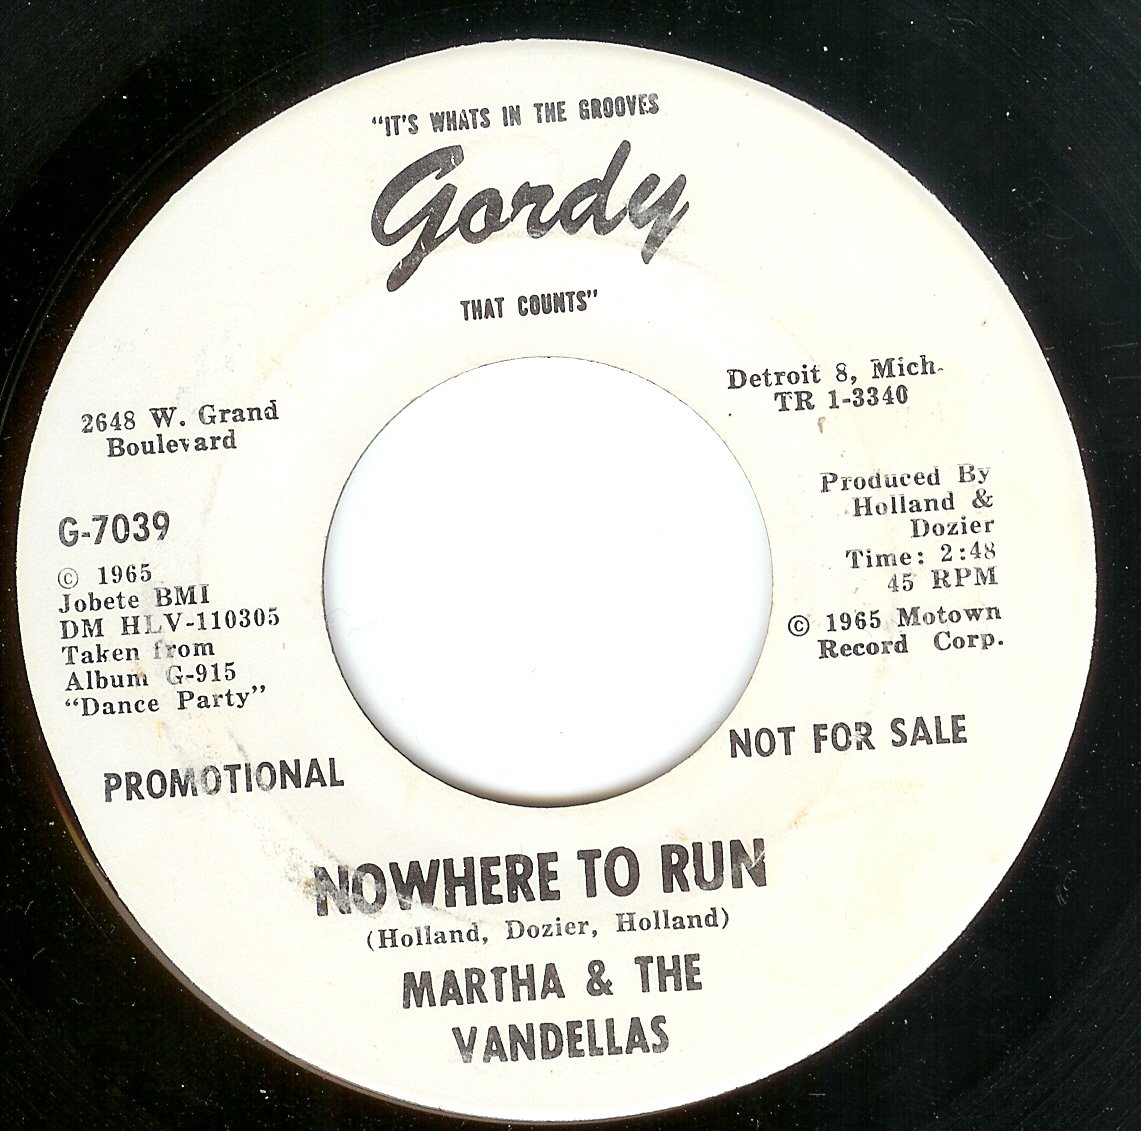 "IT'S WHATS IN THE GROOVES
Gordy
THAT COUNTS"
2648 W. Grand
Boulevard
Detroit 8, Mich.
TR 1-3340
G-7039
© 1965
Jobete BMI
DM HLV-110305
Taken from
Album G-915
"Dance Party"
Produced By
Holland &
Dozier
Time: 2:48
45 RPM
© 1965 Motown
Record Corp.
PROMOTIONAL
NOT FOR SALE
NOWHERE TO RUN
(Holland, Dozier, Holland)
MARTHA & THE
VANDELLAS